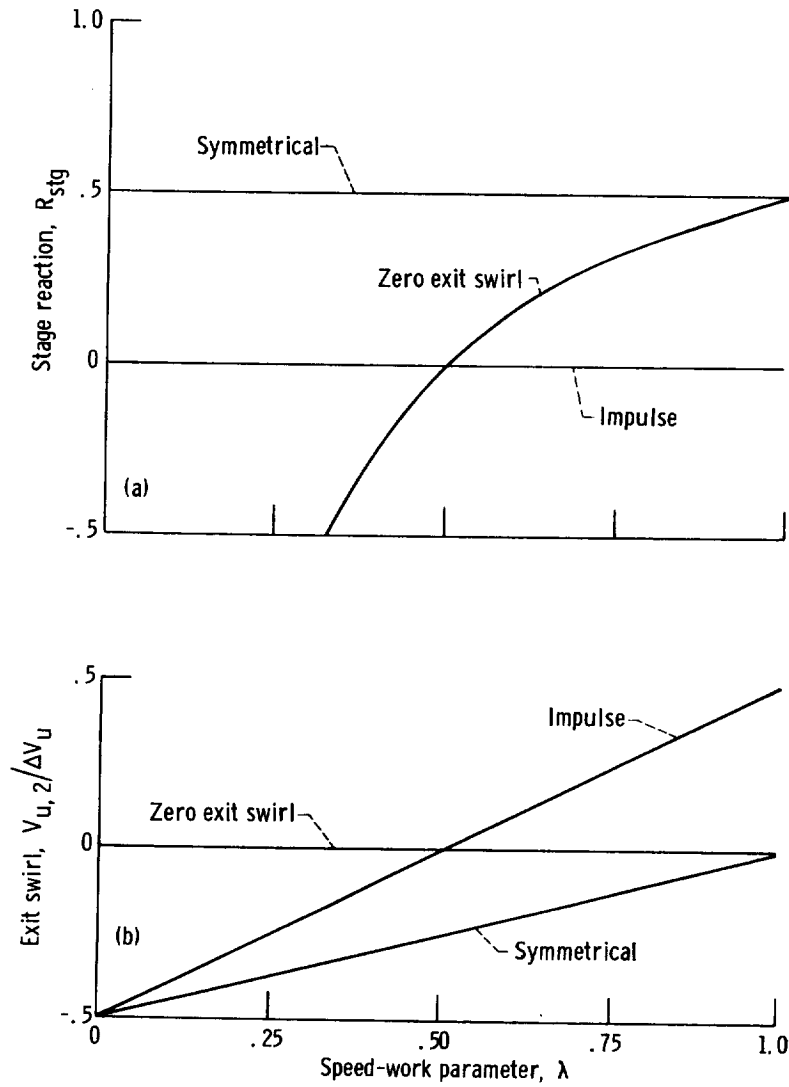 1.0
Symmetrical
.5
Stage reaction, R_stg
Zero exit swirl
0
Impulse
(a)
-.5
.5
Impulse
Exit swirl, V_u,2/ΔV_u
Zero exit swirl
0
(b)
Symmetrical
-.5
0 .25 .50 .75 1.0
Speed-work parameter, λ